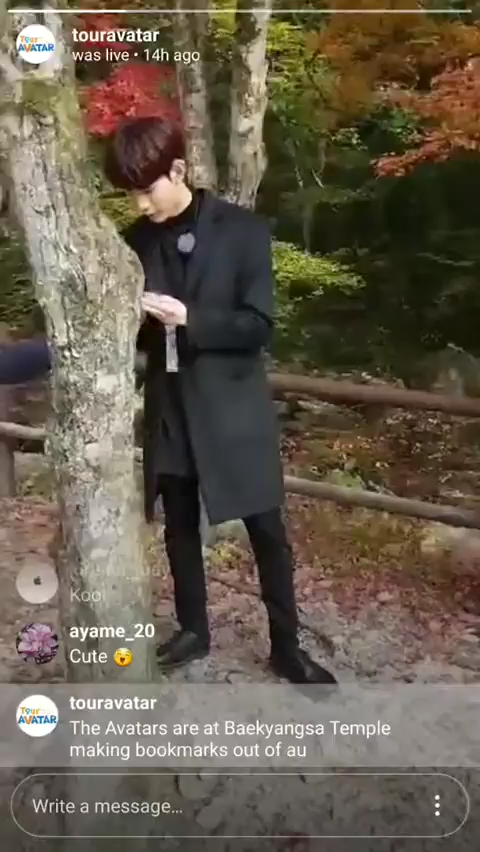 touravatar
was live • 14h ago
Tour
AVATAR
Kool
ayame_20
Cute 😲
touravatar
Tour
AVATAR
The Avatars are at Baekyangsa Temple
making bookmarks out of au
Write a message...